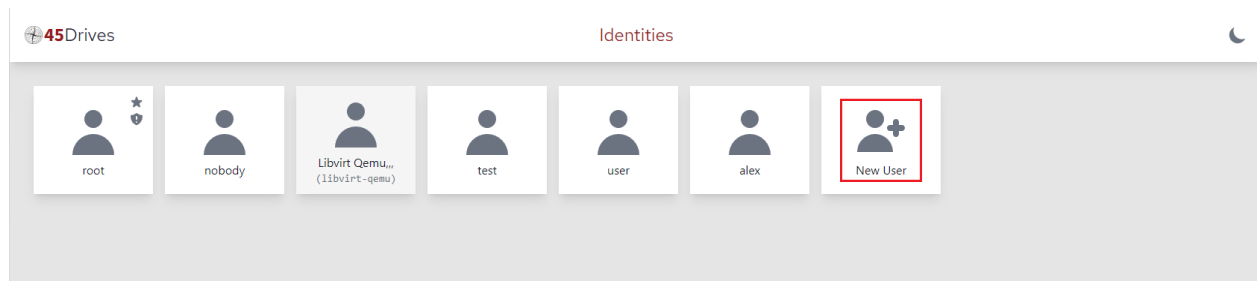 45Drives
Identities
root
nobody
Libvirt Qemu,,,
(libvirt-qemu)
test
user
alex
New User